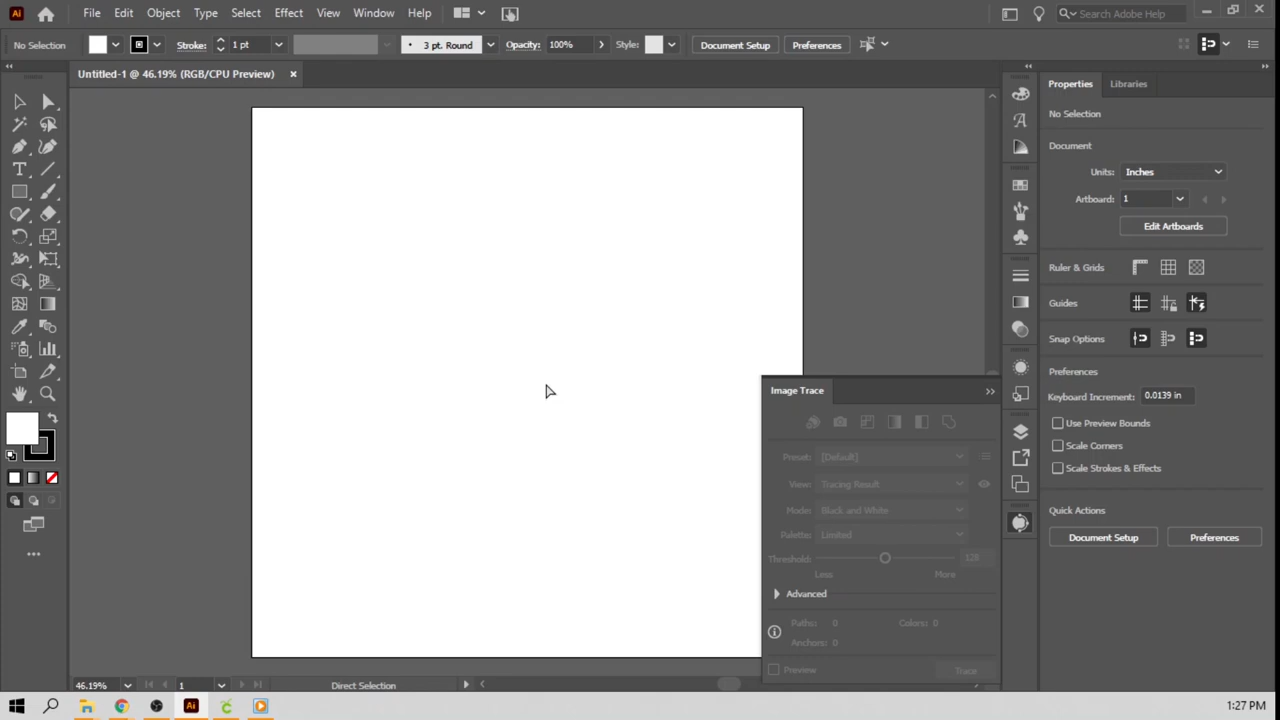 Ai File Edit Object Type Select Effect View Window Help Search Adobe Help
No Selection Stroke: 1 pt 3 pt. Round Opacity: 100% Style: Document Setup Preferences
Untitled-1 @ 46.19% (RGB/CPU Preview)
Properties Libraries
No Selection
Document
Units: Inches
Artboard: 1
Edit Artboards
Ruler & Grids
Guides
Snap Options
Preferences
Keyboard Increment: 0.0139 in
Use Preview Bounds
Scale Corners
Scale Strokes & Effects
Quick Actions
Document Setup Preferences
Image Trace
Preset: [Default]
View: Tracing Result
Mode: Black and White
Palette: Limited
Threshold: 128
Less More
Advanced
Paths: 0 Colors: 0
Anchors: 0
Preview Trace
46.19% 1 Direct Selection
Ai 1:27 PM